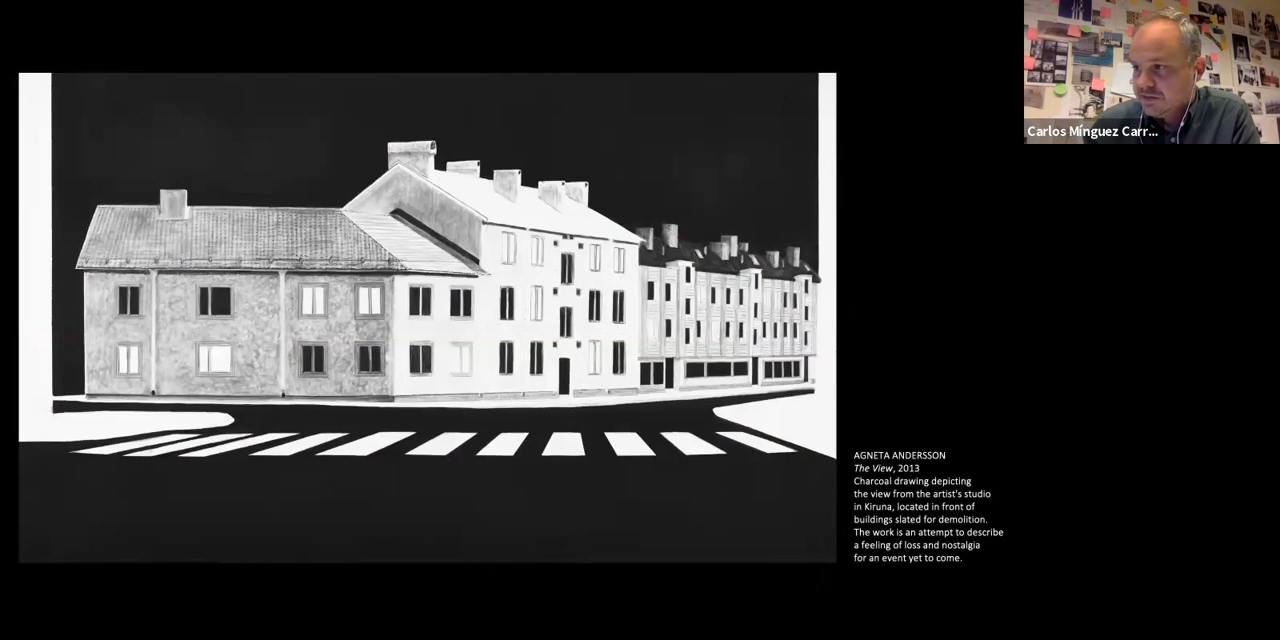 Carlos Mínguez Carr...
AGNETA ANDERSSON
The View, 2013
Charcoal drawing depicting
the view from the artist's studio
in Kiruna, located in front of
buildings slated for demolition.
The work is an attempt to describe
a feeling of loss and nostalgia
for an event yet to come.